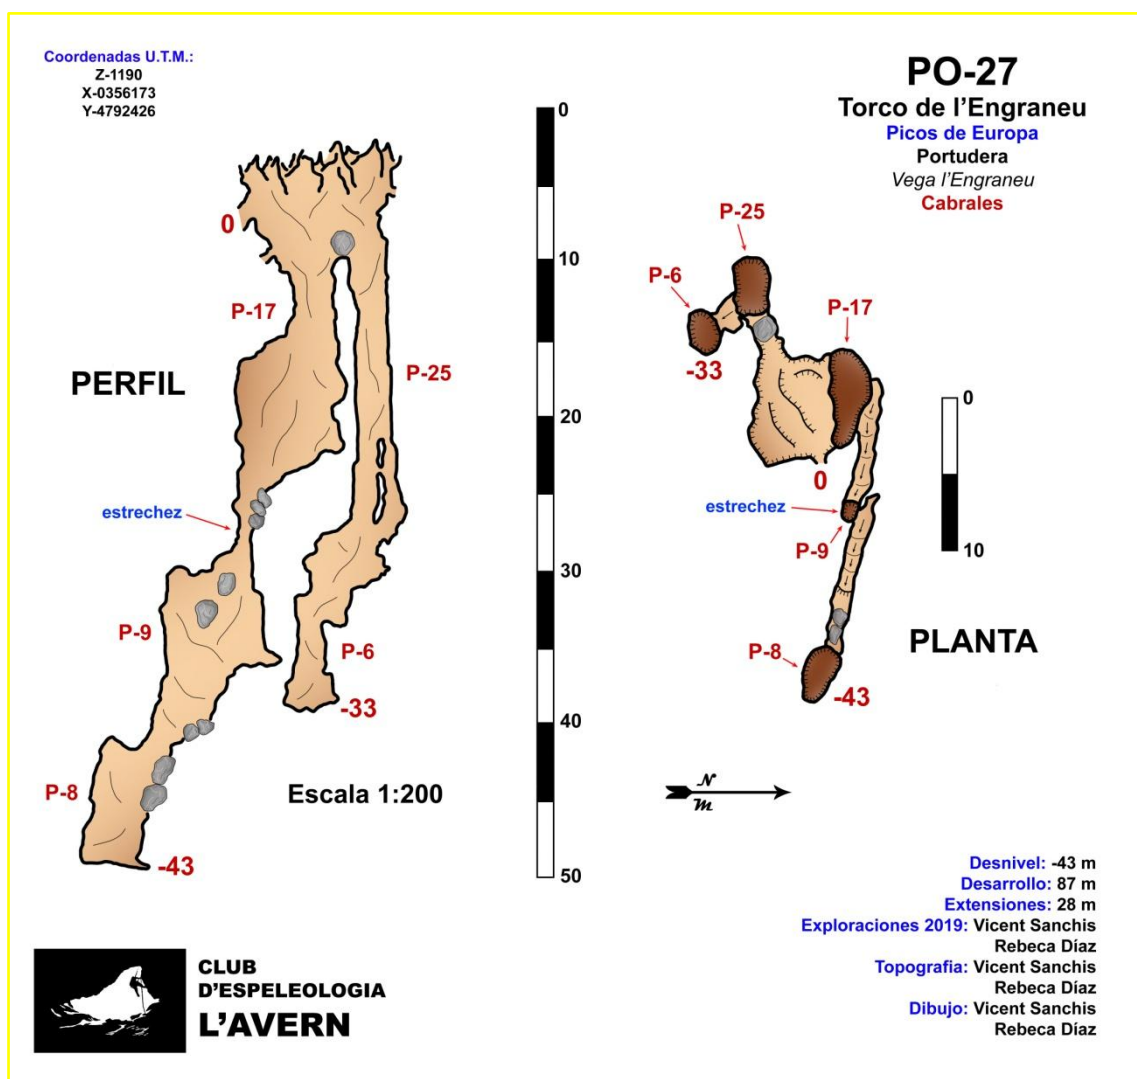 Coordenadas U.T.M.:
Z-1190
X-0356173
Y-4792426
PO-27
Torco de l'Engraneu
Picos de Europa
Portudera
Vega l'Engraneu
Cabrales
0
10
20
30
40
50
0
P-17
PERFIL
P-25
estrechez
P-9
P-6
-33
P-8
-43
Escala 1:200
P-25
P-6
P-17
-33
0
0
10
estrechez
P-9
PLANTA
P-8
-43
N
m
Desnivel: -43 m
Desarrollo: 87 m
Extensiones: 28 m
Exploraciones 2019: Vicent Sanchis
Rebeca Díaz
Topografia: Vicent Sanchis
Rebeca Díaz
Dibujo: Vicent Sanchis
Rebeca Díaz
CLUB
D'ESPELEOLOGIA
L'AVERN